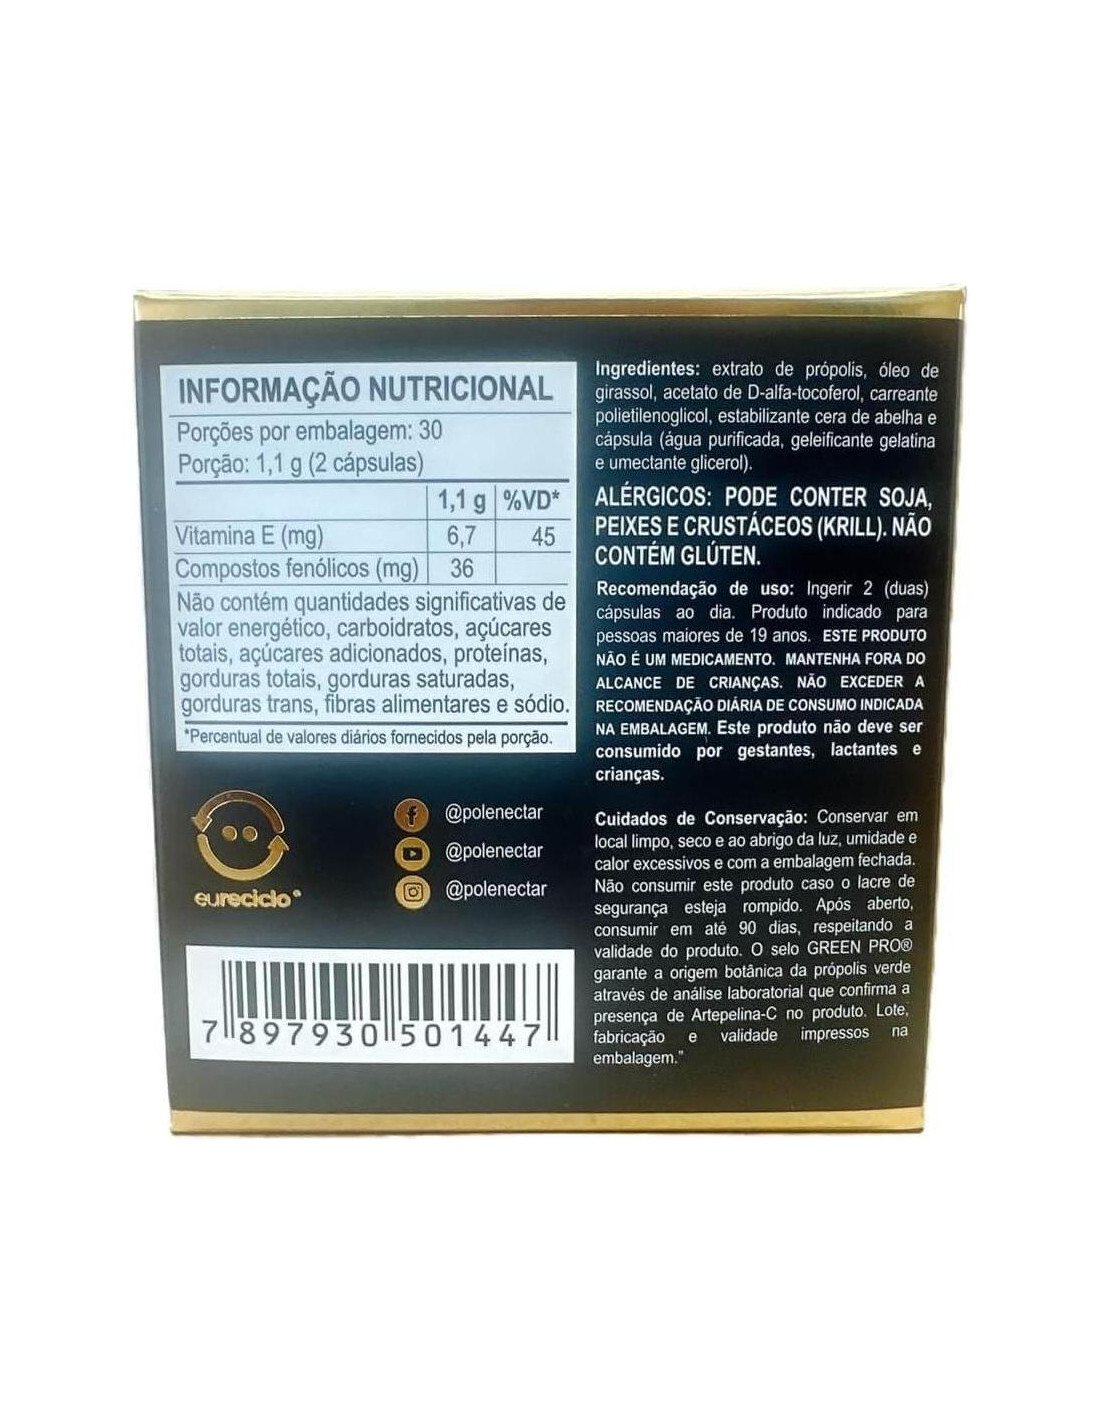 INFORMAÇÃO NUTRICIONAL
Porções por embalagem: 30
Porção: 1,1 g (2 cápsulas)
1,1 g %VD*
Vitamina E (mg) 6,7 45
Compostos fenólicos (mg) 36
Não contém quantidades significativas de
valor energético, carboidratos, açúcares
totais, açúcares adicionados, proteínas,
gorduras totais, gorduras saturadas,
gorduras trans, fibras alimentares e sódio.
*Percentual de valores diários fornecidos pela porção.
eureciclo®
@polenectar
@polenectar
@polenectar
7 897930 501447
Ingredientes: extrato de própolis, óleo de
girassol, acetato de D-alfa-tocoferol, carreante
polietilenoglicol, estabilizante cera de abelha e
cápsula (água purificada, geleificante gelatina
e umectante glicerol).
ALÉRGICOS: PODE CONTER SOJA,
PEIXES E CRUSTÁCEOS (KRILL). NÃO
CONTÉM GLÚTEN.
Recomendação de uso: Ingerir 2 (duas)
cápsulas ao dia. Produto indicado para
pessoas maiores de 19 anos. ESTE PRODUTO
NÃO É UM MEDICAMENTO. MANTENHA FORA DO
ALCANCE DE CRIANÇAS. NÃO EXCEDER A
RECOMENDAÇÃO DIÁRIA DE CONSUMO INDICADA
NA EMBALAGEM. Este produto não deve ser
consumido por gestantes, lactantes e
crianças.
Cuidados de Conservação: Conservar em
local limpo, seco e ao abrigo da luz, umidade e
calor excessivos e com a embalagem fechada.
Não consumir este produto caso o lacre de
segurança esteja rompido. Após aberto,
consumir em até 90 dias, respeitando a
validade do produto. O selo GREEN PRO®
garante a origem botânica da própolis verde
através de análise laboratorial que confirma a
presença de Artepelina-C no produto. Lote,
fabricação e validade impressos na
embalagem."